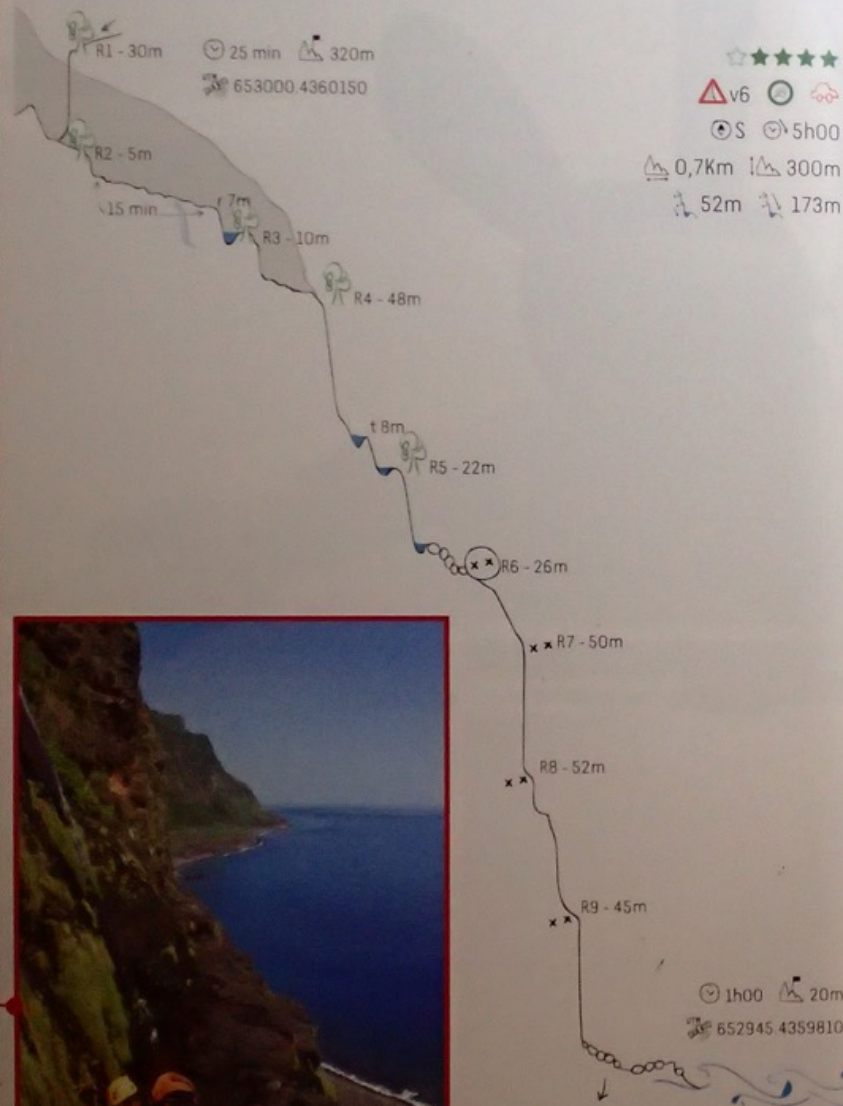 R1 - 30m
25 min 320m
653000.4360150
v6
S 5h00
0,7Km 300m
52m 173m
R2 - 5m
15 min
r 7m
R3 - 10m
R4 - 48m
t 8m
R5 - 22m
R6 - 26m
R7 - 50m
R8 - 52m
R9 - 45m
1h00 20m
652945.4359810